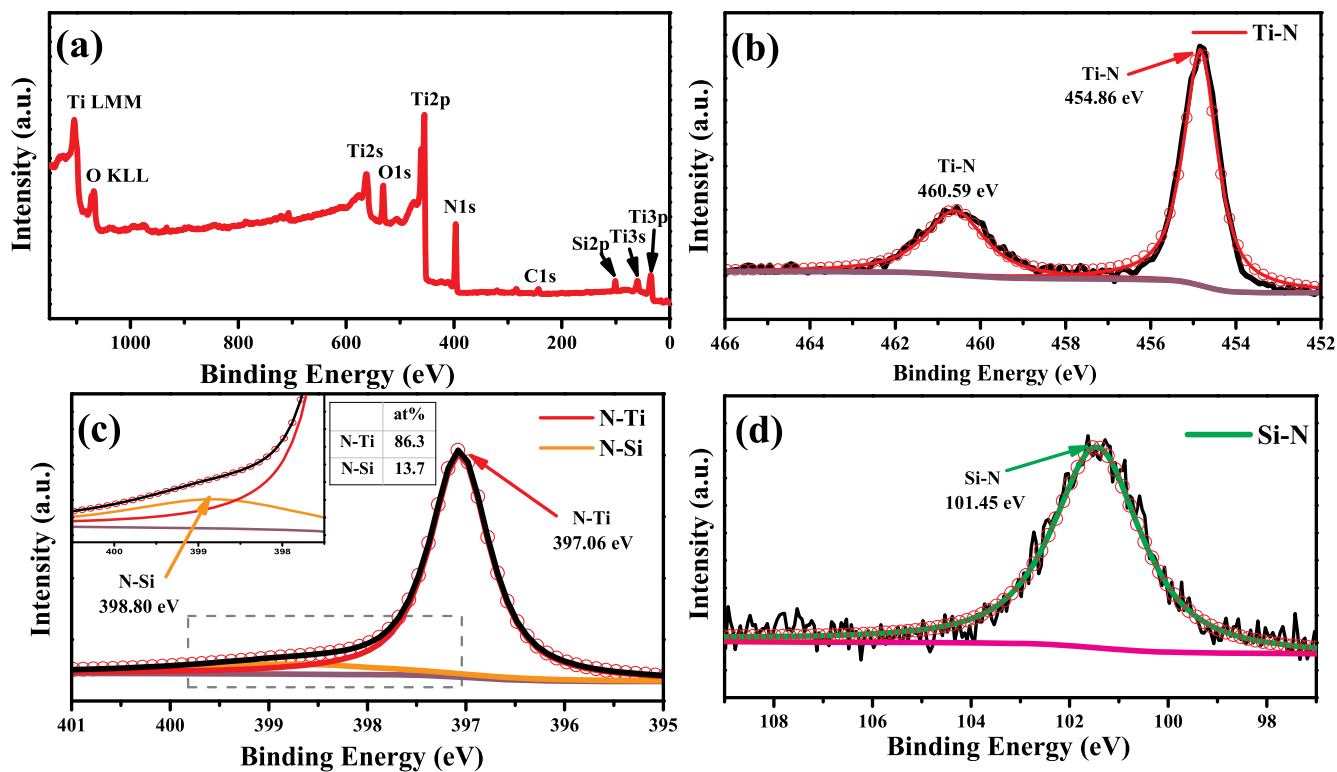 (a)
Ti LMM
O KLL
Ti2s
O1s
Ti2p
N1s
C1s
Si2p
Ti3s
Ti3p
Intensity (a.u.)
1000 800 600 400 200 0
Binding Energy (eV)
(b)
Ti-N
Ti-N
454.86 eV
Ti-N
460.59 eV
Intensity (a.u.)
466 464 462 460 458 456 454 452
Binding Energy (eV)
(c)
at%
N-Ti 86.3
N-Si 13.7
N-Ti
N-Si
400 399 398
N-Si
398.80 eV
N-Ti
397.06 eV
Intensity (a.u.)
401 400 399 398 397 396 395
Binding Energy (eV)
(d)
Si-N
Si-N
101.45 eV
Intensity (a.u.)
108 106 104 102 100 98
Binding Energy (eV)